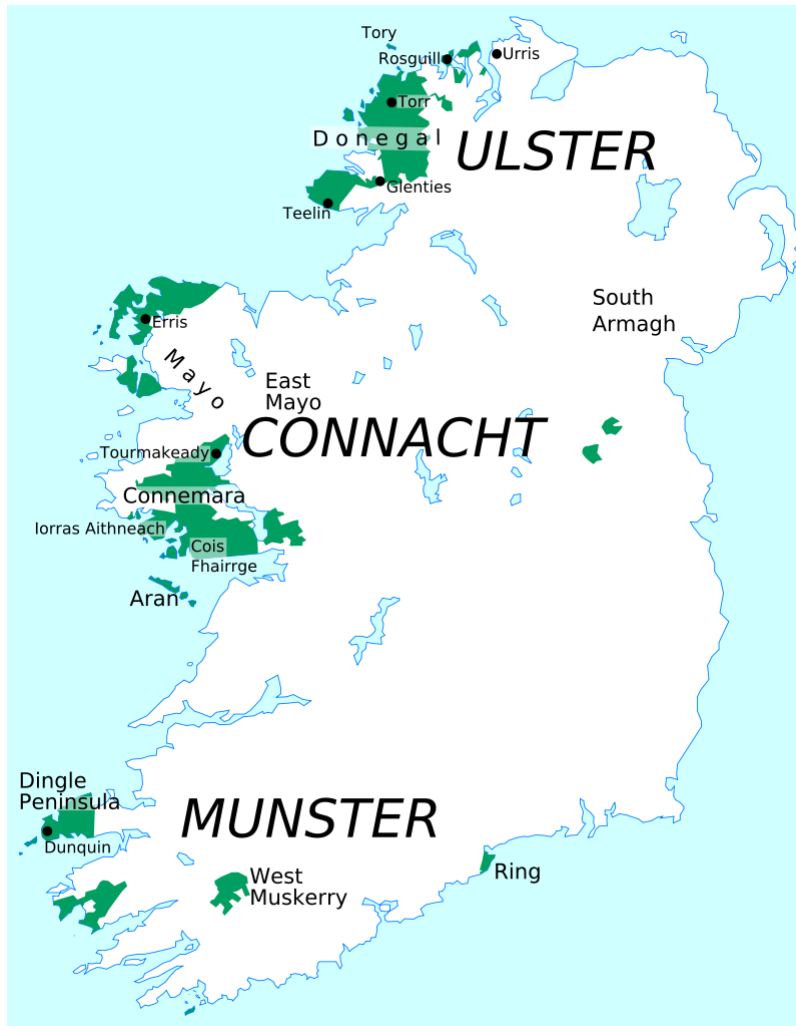 Tory
Rosguill
Urris
Torr
Donegal
ULSTER
Glenties
Teelin
South
Armagh
Erris
Mayo
East
Mayo
CONNACHT
Tourmakeady
Connemara
Iorras Aithneach
Cois
Fhairrge
Aran
Dingle
Peninsula
MUNSTER
Dunquin
West
Muskerry
Ring